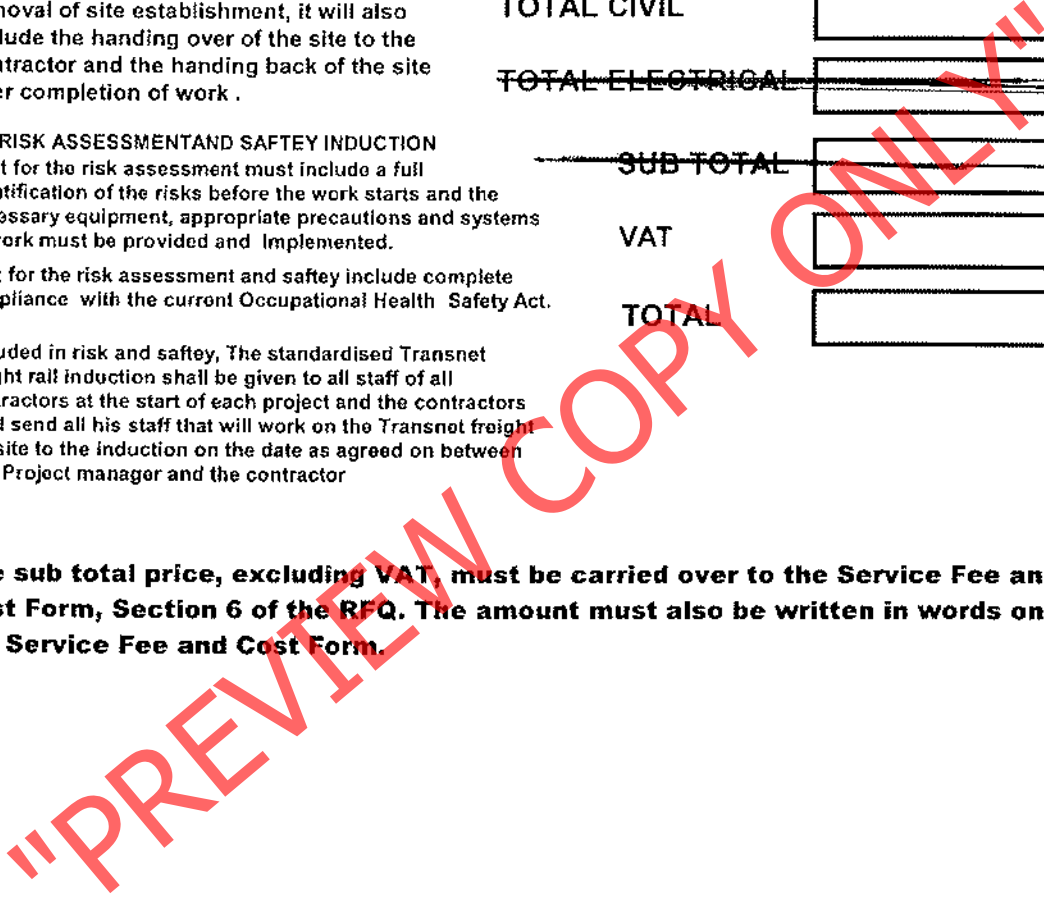 noval of site establishment, it will also
lude the handing over of the site to the
ntractor and the handing back of the site
er completion of work .
RISK ASSESSMENTAND SAFTEY INDUCTION
t for the risk assessment must include a full
ntification of the risks before the work starts and the
essary equipment, appropriate precautions and systems
ork must be provided and Implemented.
t for the risk assessment and saftey include complete
pliance with the current Occupational Health Safety Act.
uded in risk and saftey, The standardised Transnet
ght rail induction shall be given to all staff of all
ractors at the start of each project and the contractors
d send all his staff that will work on the Transnet freight
site to the induction on the date as agreed on between
Project manager and the contractor
TOTAL CIVIL
TOTAL ELECTRICAL
SUB TOTAL
VAT
TOTAL
e sub total price, excluding VAT, must be carried over to the Service Fee an
st Form, Section 6 of the RFQ. The amount must also be written in words on
Service Fee and Cost Form.
"PREVIEW COPY ONLY"